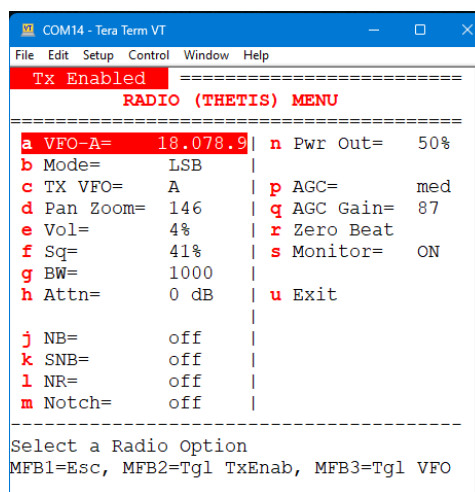 COM14 - Tera Term VT
File Edit Setup Control Window Help
Tx Enabled ==========================
RADIO (THETIS) MENU
==========================================
a VFO-A= 18.078.9| n Pwr Out= 50%
b Mode= LSB |
c TX VFO= A | p AGC= med
d Pan Zoom= 146 | q AGC Gain= 87
e Vol= 4% | r Zero Beat
f Sq= 41% | s Monitor= ON
g BW= 1000 |
h Attn= 0 dB | u Exit
|
j NB= off |
k SNB= off |
l NR= off |
m Notch= off |
------------------------------------------
Select a Radio Option
MFB1=Esc, MFB2=Tgl TxEnab, MFB3=Tgl VFO